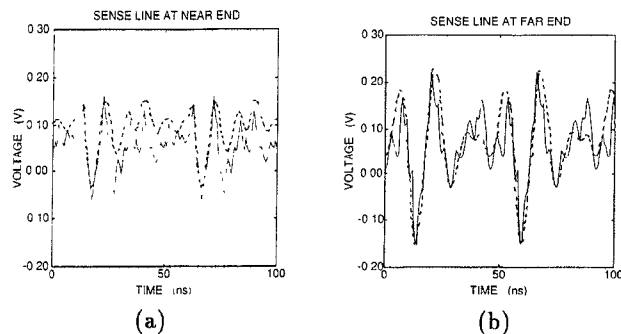 SENSE LINE AT NEAR END
0 30
0 20
0.10
0 00
0 10
-0 20
VOLTAGE (V)
0
50
100
TIME (ns)
(a)
SENSE LINE AT FAR END
0 30
0 20
0.10
0 00
-0 10
-0 20
VOLTAGE (V)
0
50
100
TIME (ns)
(b)